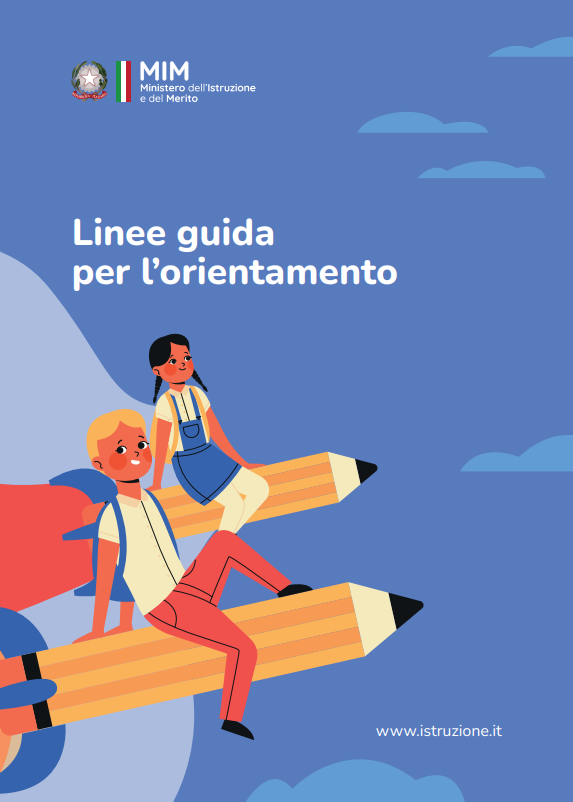 MIM
Ministero dell'Istruzione
e del Merito
Linee guida
per l'orientamento
www.istruzione.it